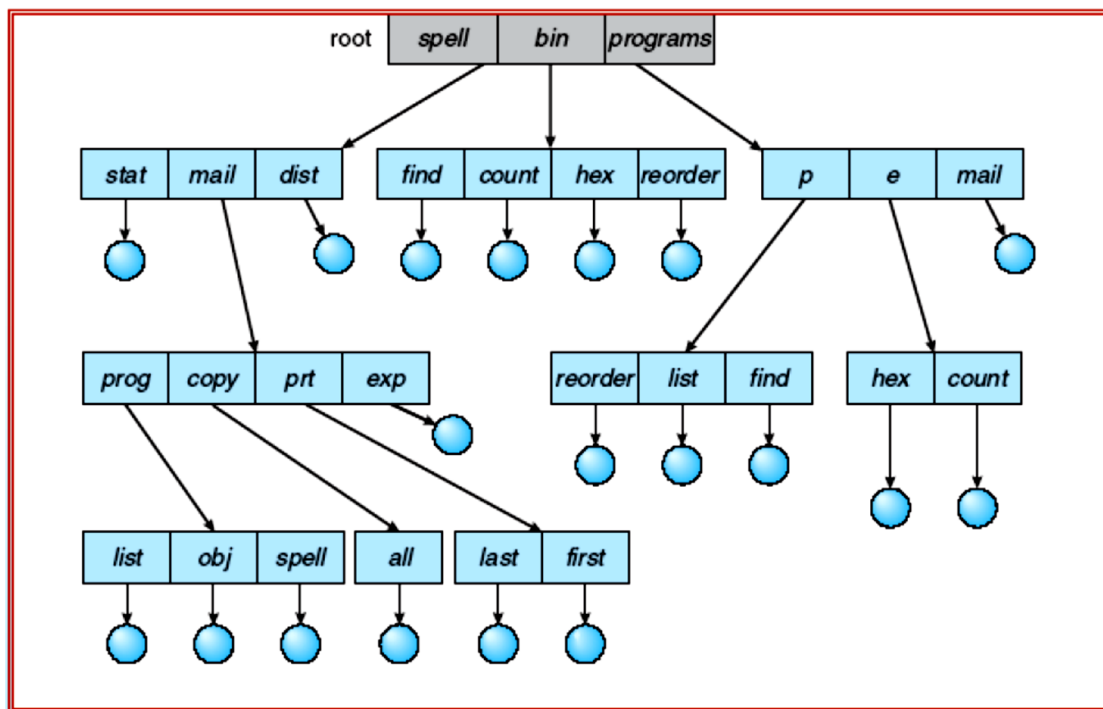 root spell bin programs
stat mail dist find count hex reorder p e mail
prog copy prt exp reorder list find hex count
list obj spell all last first